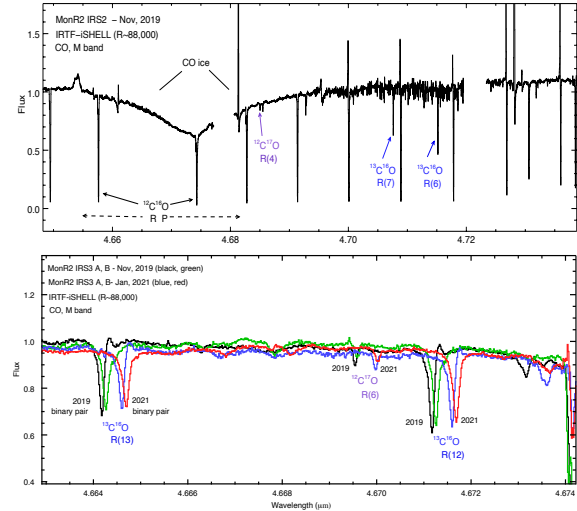 MonR2 IRS2 - Nov, 2019
IRTF-iSHELL (R~88,000)
CO, M band
CO ice
Flux
1.5
1.0
0.5
0.0
¹²C¹⁷O
R(4)
¹³C¹⁶O
R(7)
¹³C¹⁶O
R(6)
¹²C¹⁶O
R P
4.66
4.68
4.70
4.72
MonR2 IRS3 A, B - Nov, 2019 (black, green)
MonR2 IRS3 A, B- Jan, 2021 (blue, red)
IRTF-iSHELL (R~88,000)
CO, M band
Flux
1.2
1.0
0.8
0.6
0.4
2019
binary pair
2021
binary pair
¹³C¹⁶O
R(13)
2019
2021
¹²C¹⁷O
R(6)
2019
2021
¹³C¹⁶O
R(12)
4.664
4.666
4.668
4.670
4.672
4.674
Wavelength (μm)